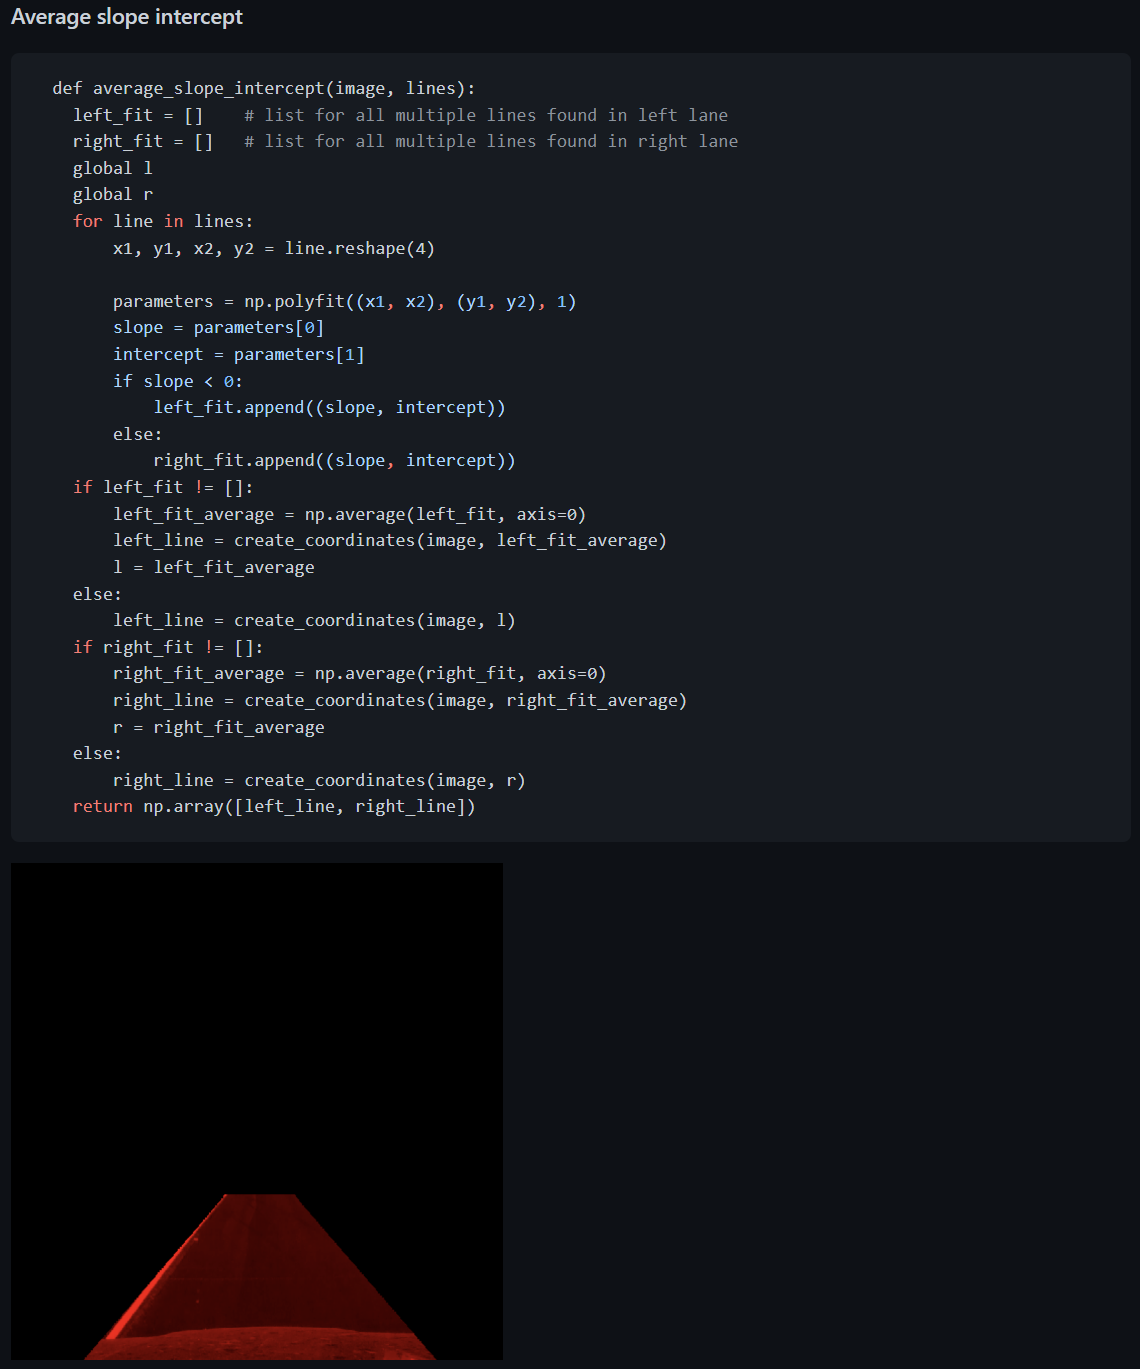 Average slope intercept
def average_slope_intercept(image, lines):
  left_fit = []    # list for all multiple lines found in left lane
  right_fit = []   # list for all multiple lines found in right lane
  global l
  global r
  for line in lines:
      x1, y1, x2, y2 = line.reshape(4)

      parameters = np.polyfit((x1, x2), (y1, y2), 1)
      slope = parameters[0]
      intercept = parameters[1]
      if slope < 0:
          left_fit.append((slope, intercept))
      else:
          right_fit.append((slope, intercept))
  if left_fit != []:
      left_fit_average = np.average(left_fit, axis=0)
      left_line = create_coordinates(image, left_fit_average)
      l = left_fit_average
  else:
      left_line = create_coordinates(image, l)
  if right_fit != []:
      right_fit_average = np.average(right_fit, axis=0)
      right_line = create_coordinates(image, right_fit_average)
      r = right_fit_average
  else:
      right_line = create_coordinates(image, r)
  return np.array([left_line, right_line])